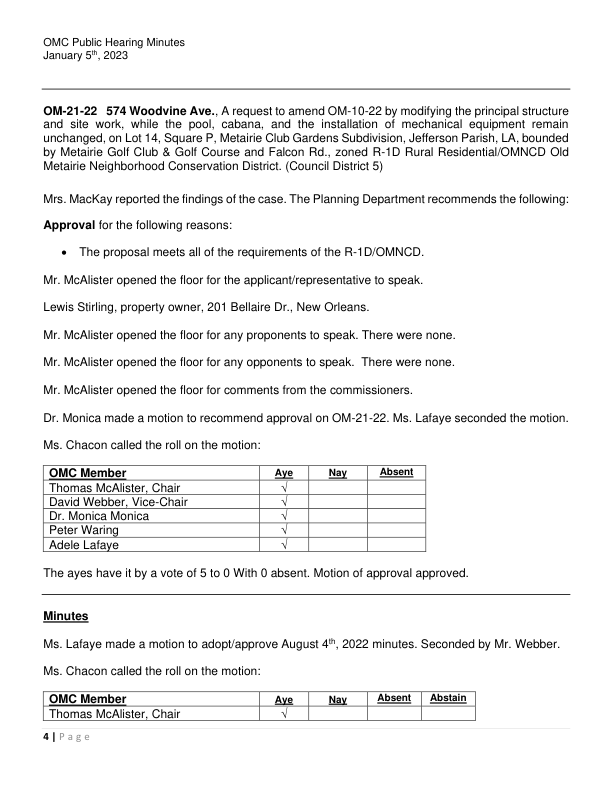 OMC Public Hearing Minutes
January 5th, 2023
OM-21-22 574 Woodvine Ave., A request to amend OM-10-22 by modifying the principal structure
and site work, while the pool, cabana, and the installation of mechanical equipment remain
unchanged, on Lot 14, Square P, Metairie Club Gardens Subdivision, Jefferson Parish, LA, bounded
by Metairie Golf Club & Golf Course and Falcon Rd., zoned R-1D Rural Residential/OMNCD Old
Metairie Neighborhood Conservation District. (Council District 5)
Mrs. MacKay reported the findings of the case. The Planning Department recommends the following:
Approval for the following reasons:
• The proposal meets all of the requirements of the R-1D/OMNCD.
Mr. McAlister opened the floor for the applicant/representative to speak.
Lewis Stirling, property owner, 201 Bellaire Dr., New Orleans.
Mr. McAlister opened the floor for any proponents to speak. There were none.
Mr. McAlister opened the floor for any opponents to speak. There were none.
Mr. McAlister opened the floor for comments from the commissioners.
Dr. Monica made a motion to recommend approval on OM-21-22. Ms. Lafaye seconded the motion.
Ms. Chacon called the roll on the motion:
OMC Member Aye Nay Absent
Thomas McAlister, Chair √
David Webber, Vice-Chair √
Dr. Monica Monica √
Peter Waring √
Adele Lafaye √
The ayes have it by a vote of 5 to 0 With 0 absent. Motion of approval approved.
Minutes
Ms. Lafaye made a motion to adopt/approve August 4th, 2022 minutes. Seconded by Mr. Webber.
Ms. Chacon called the roll on the motion:
OMC Member Aye Nay Absent Abstain
Thomas McAlister, Chair √
4 | Page